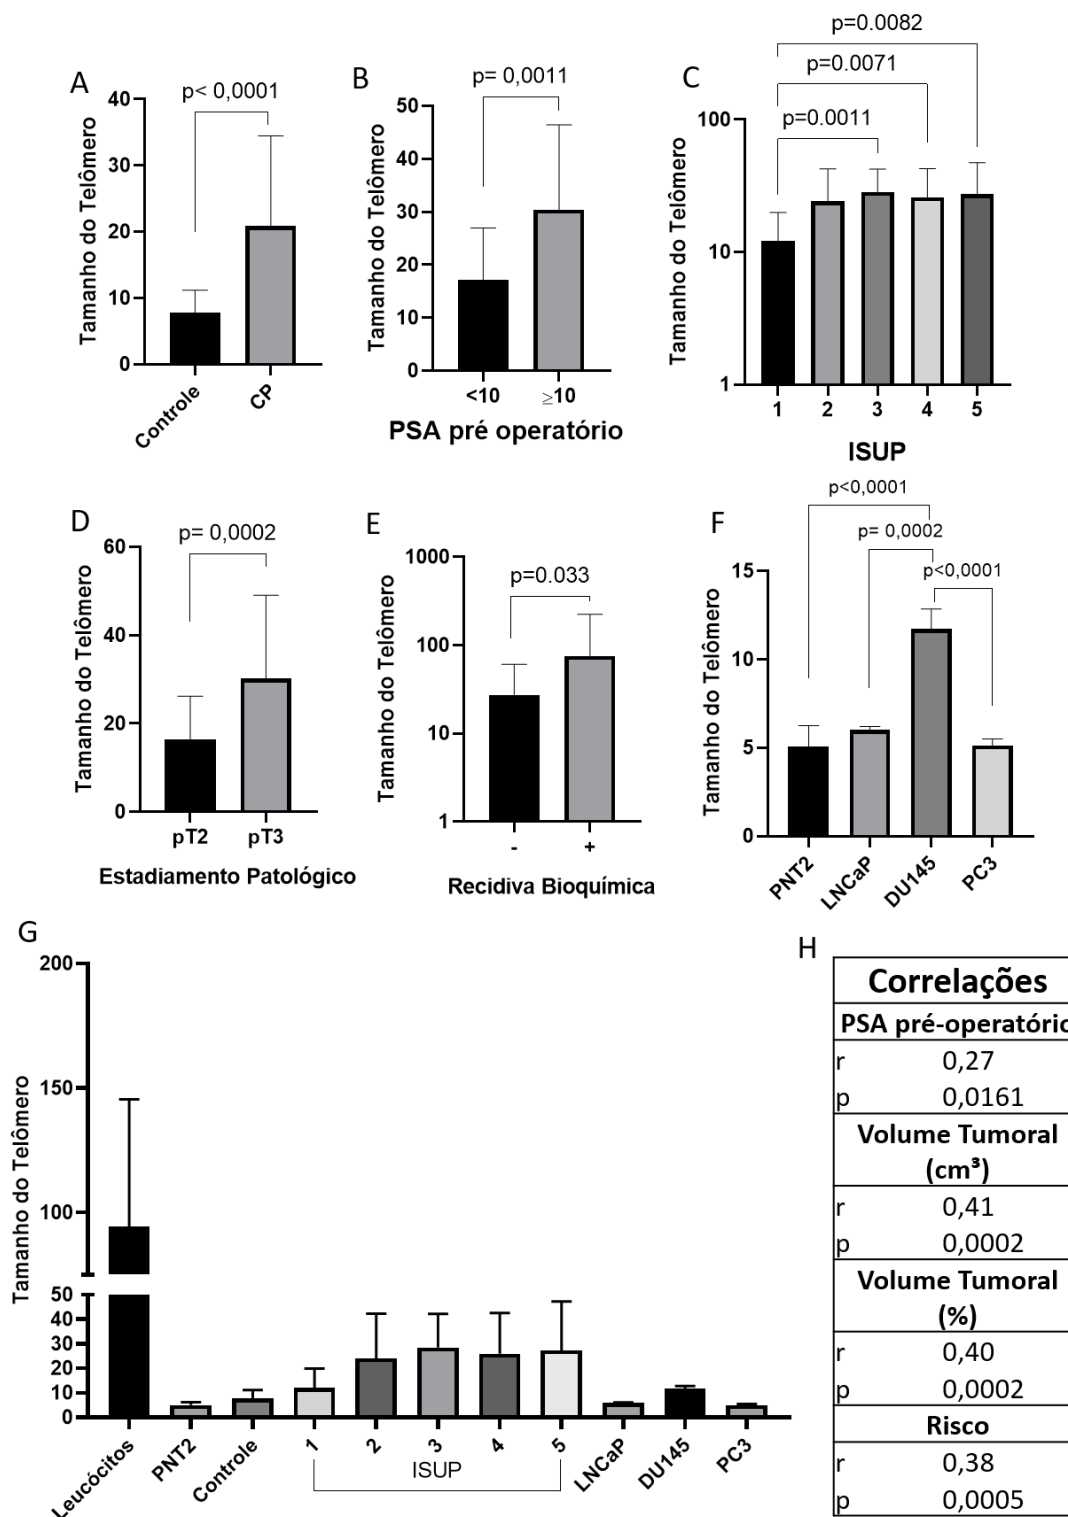 A
p< 0,0001
Tamanho do Telômero
40
30
20
10
0
Controle
CP
B
p= 0,0011
Tamanho do Telômero
50
40
30
20
10
0
<10
≥10
PSA pré operatório
C
p=0.0082
p=0.0071
p=0.0011
Tamanho do Telômero
100
10
1
1
2
3
4
5
ISUP
D
p= 0,0002
Tamanho do Telômero
60
40
20
0
pT2
pT3
Estadiamento Patológico
E
p=0.033
Tamanho do Telômero
1000
100
10
1
-
+
Recidiva Bioquímica
F
p<0,0001
p= 0,0002
p<0,0001
Tamanho do Telômero
15
10
5
0
PNT2
LNCaP
DU145
PC3
G
Tamanho do Telômero
200
150
100
50
40
30
20
10
0
Leucócitos
PNT2
Controle
1
2
3
4
5
ISUP
LNCaP
DU145
PC3
H
Correlações
PSA pré-operatório
r 0,27
p 0,0161
Volume Tumoral
(cm³)
r 0,41
p 0,0002
Volume Tumoral
(%)
r 0,40
p 0,0002
Risco
r 0,38
p 0,0005